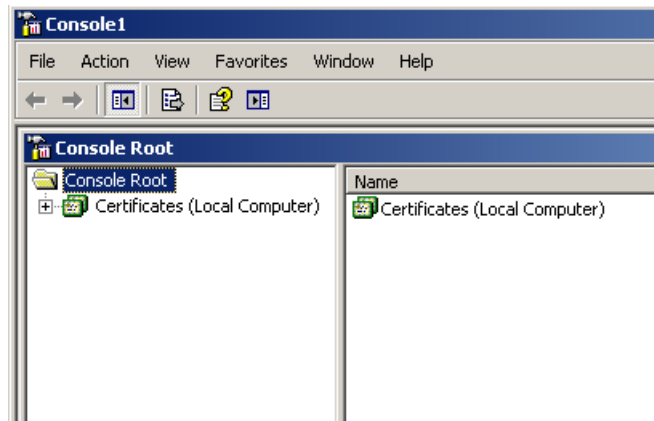 Console1
File Action View Favorites Window Help
Console Root
Console Root
Certificates (Local Computer)
Name
Certificates (Local Computer)